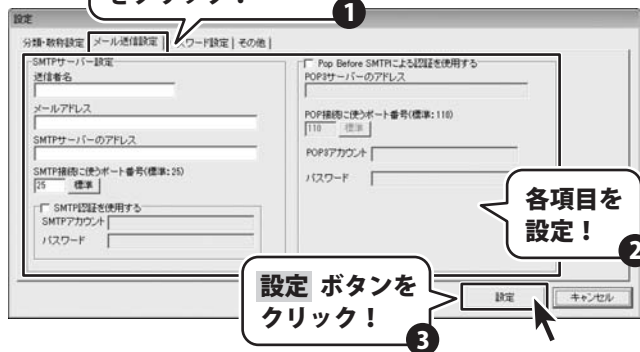 をクリック！
❶
設定
分類・敬称設定 メール送信設定 スワード設定 その他
SMTPサーバー設定
送信者名
メールアドレス
SMTPサーバーのアドレス
SMTP接続に使うポート番号(標準:25)
25 標準
SMTP認証を使用する
SMTPアカウント
パスワード
Pop Before SMTPによる認証を使用する
POP3サーバーのアドレス
POP接続に使うポート番号(標準:110)
110 標準
POP3アカウント
パスワード
各項目を
設定！
❷
設定 ボタンを
クリック！
❸
設定 キャンセル